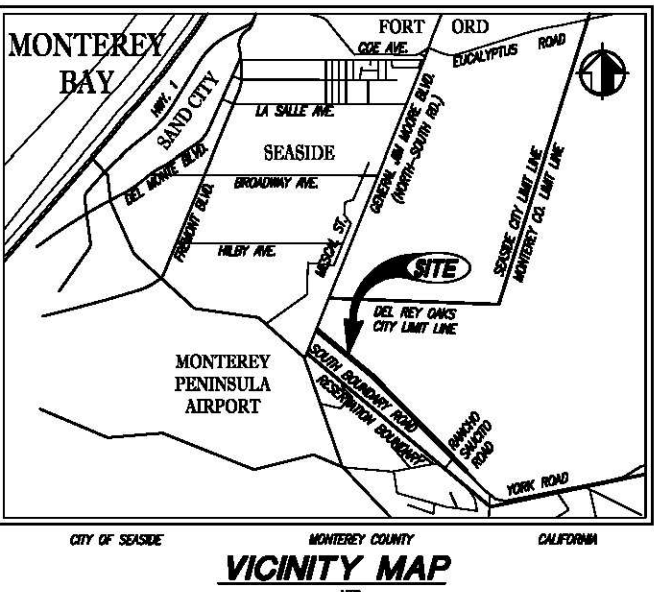 FORT ORD
MONTEREY
BAY
COE AVE.
EUCALYPTUS ROAD
HWY. 1
SAND CITY
LA SALLE AVE.
DEL MONTE BLVD.
SEASIDE
GENERAL JIM MOORE BLVD.
(NORTH-SOUTH RD.)
BROADWAY AVE.
FREMONT BLVD.
MESCAL ST.
HILBY AVE.
SEASIDE CITY LIMIT LINE
MONTEREY CO. LIMIT LINE
SITE
DEL REY OAKS
CITY LIMIT LINE
MONTEREY
PENINSULA
AIRPORT
SOUTH BOUNDARY ROAD
RESERVATION BOUNDARY
RANCHO
SAUCITO
ROAD
YORK ROAD
CITY OF SEASIDE MONTEREY COUNTY CALIFORNIA
VICINITY MAP